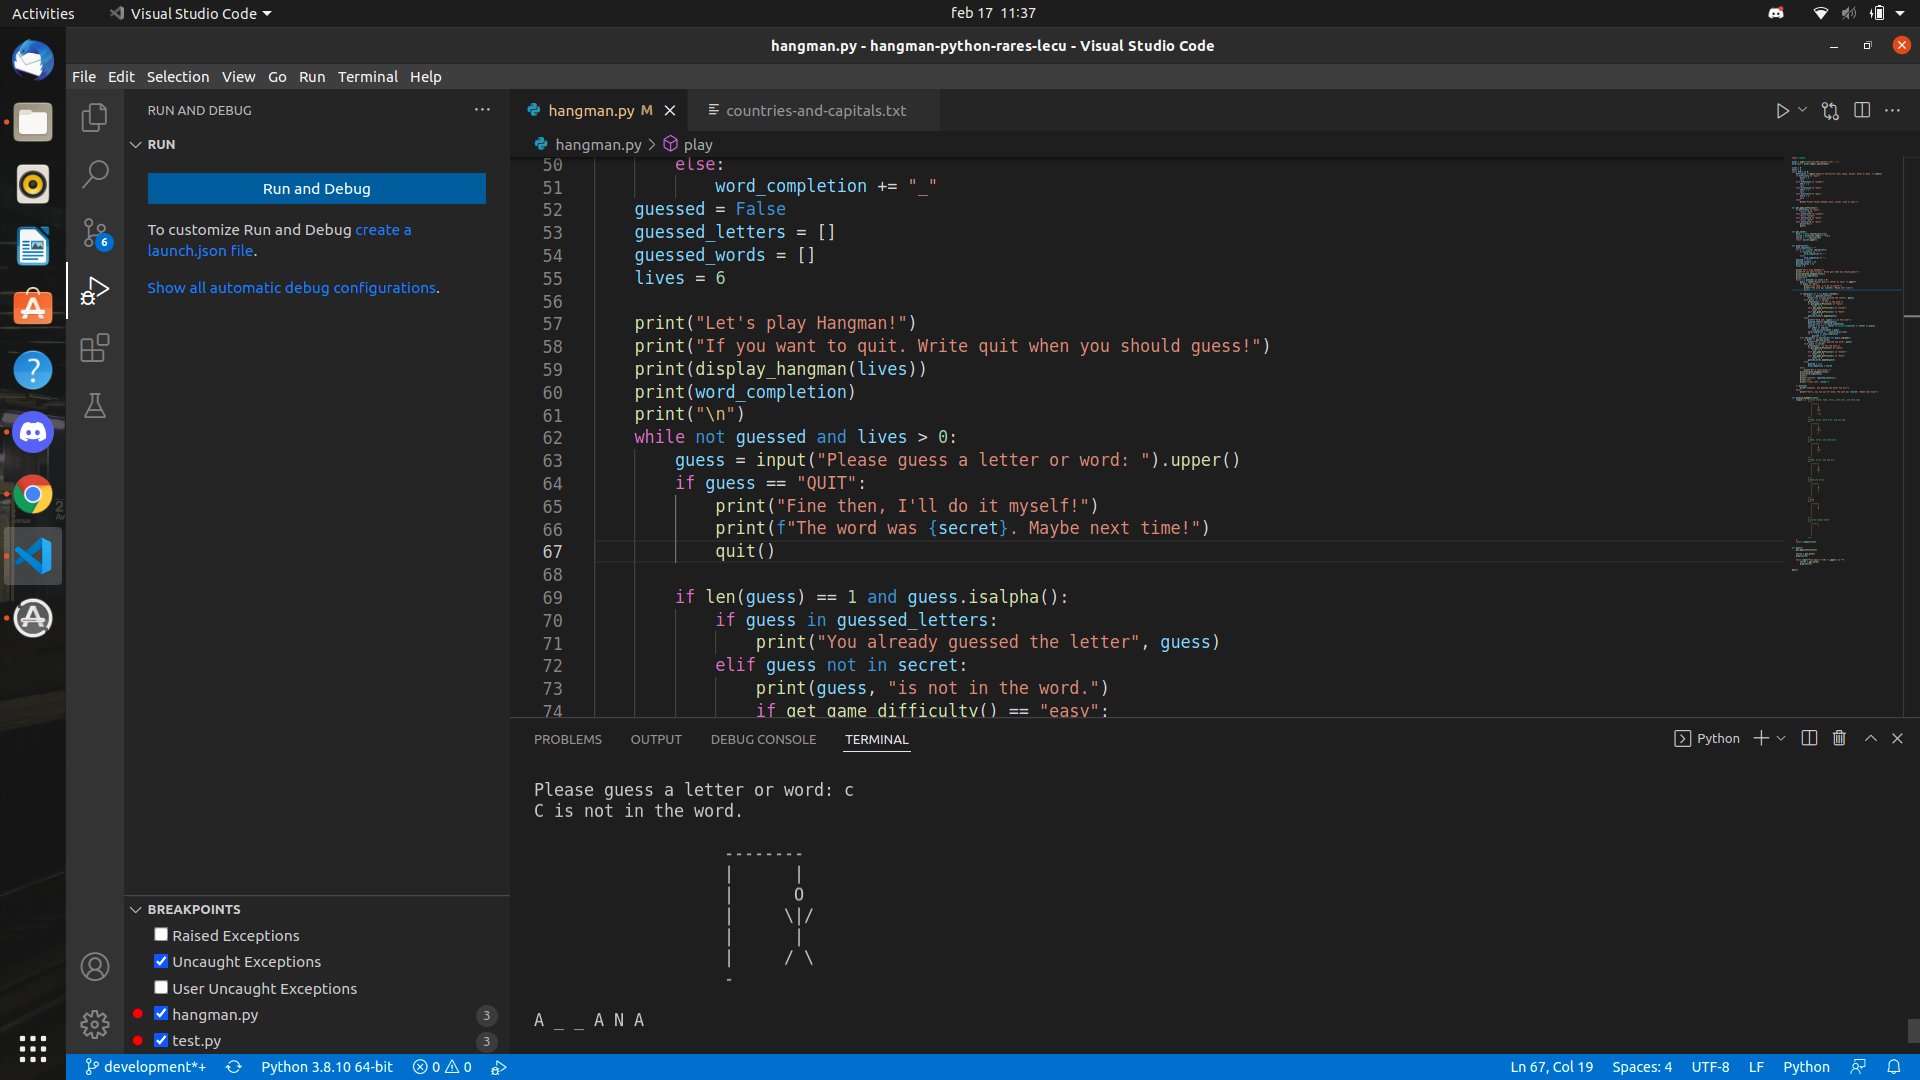 Activities
Visual Studio Code
feb 17 11:37
hangman.py - hangman-python-rares-lecu - Visual Studio Code
File Edit Selection View Go Run Terminal Help
RUN AND DEBUG
RUN
Run and Debug
To customize Run and Debug create a
launch.json file.
Show all automatic debug configurations.
6
hangman.py M
countries-and-capitals.txt
hangman.py > play
50 else:
51 word_completion += "_"
52 guessed = False
53 guessed_letters = []
54 guessed_words = []
55 lives = 6
56
57 print("Let's play Hangman!")
58 print("If you want to quit. Write quit when you should guess!")
59 print(display_hangman(lives))
60 print(word_completion)
61 print("\n")
62 while not guessed and lives > 0:
63 guess = input("Please guess a letter or word: ").upper()
64 if guess == "QUIT":
65 print("Fine then, I'll do it myself!")
66 print(f"The word was {secret}. Maybe next time!")
67 quit()
68
69 if len(guess) == 1 and guess.isalpha():
70 if guess in guessed_letters:
71 print("You already guessed the letter", guess)
72 elif guess not in secret:
73 print(guess, "is not in the word.")
74 if get_game_difficulty() == "easy":
PROBLEMS OUTPUT DEBUG CONSOLE TERMINAL
Python
Please guess a letter or word: c
C is not in the word.
--------
| |
| O
| \|/
| |
| / \
-
A _ _ A N A
BREAKPOINTS
Raised Exceptions
Uncaught Exceptions
User Uncaught Exceptions
hangman.py 3
test.py 3
development*+
Python 3.8.10 64-bit
0 0
Ln 67, Col 19
Spaces: 4
UTF-8
LF
Python